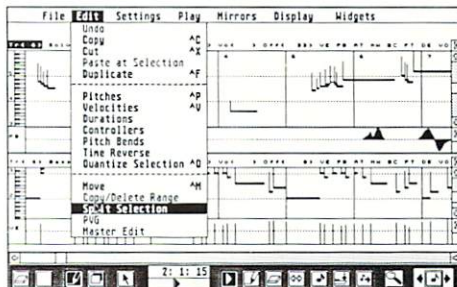 File Edit Settings Play Mirrors Display Widgets
Undo
Copy ^C
Cut ^X
Paste at Selection
Duplicate ^F
Pitches ^P
Velocities ^V
Durations
Controllers
Pitch Bends
Time Reverse
Quantize Selection ^Q
Move ^M
Copy/Delete Range
Split Selection
PVG
Master Edit
2: 1: 15